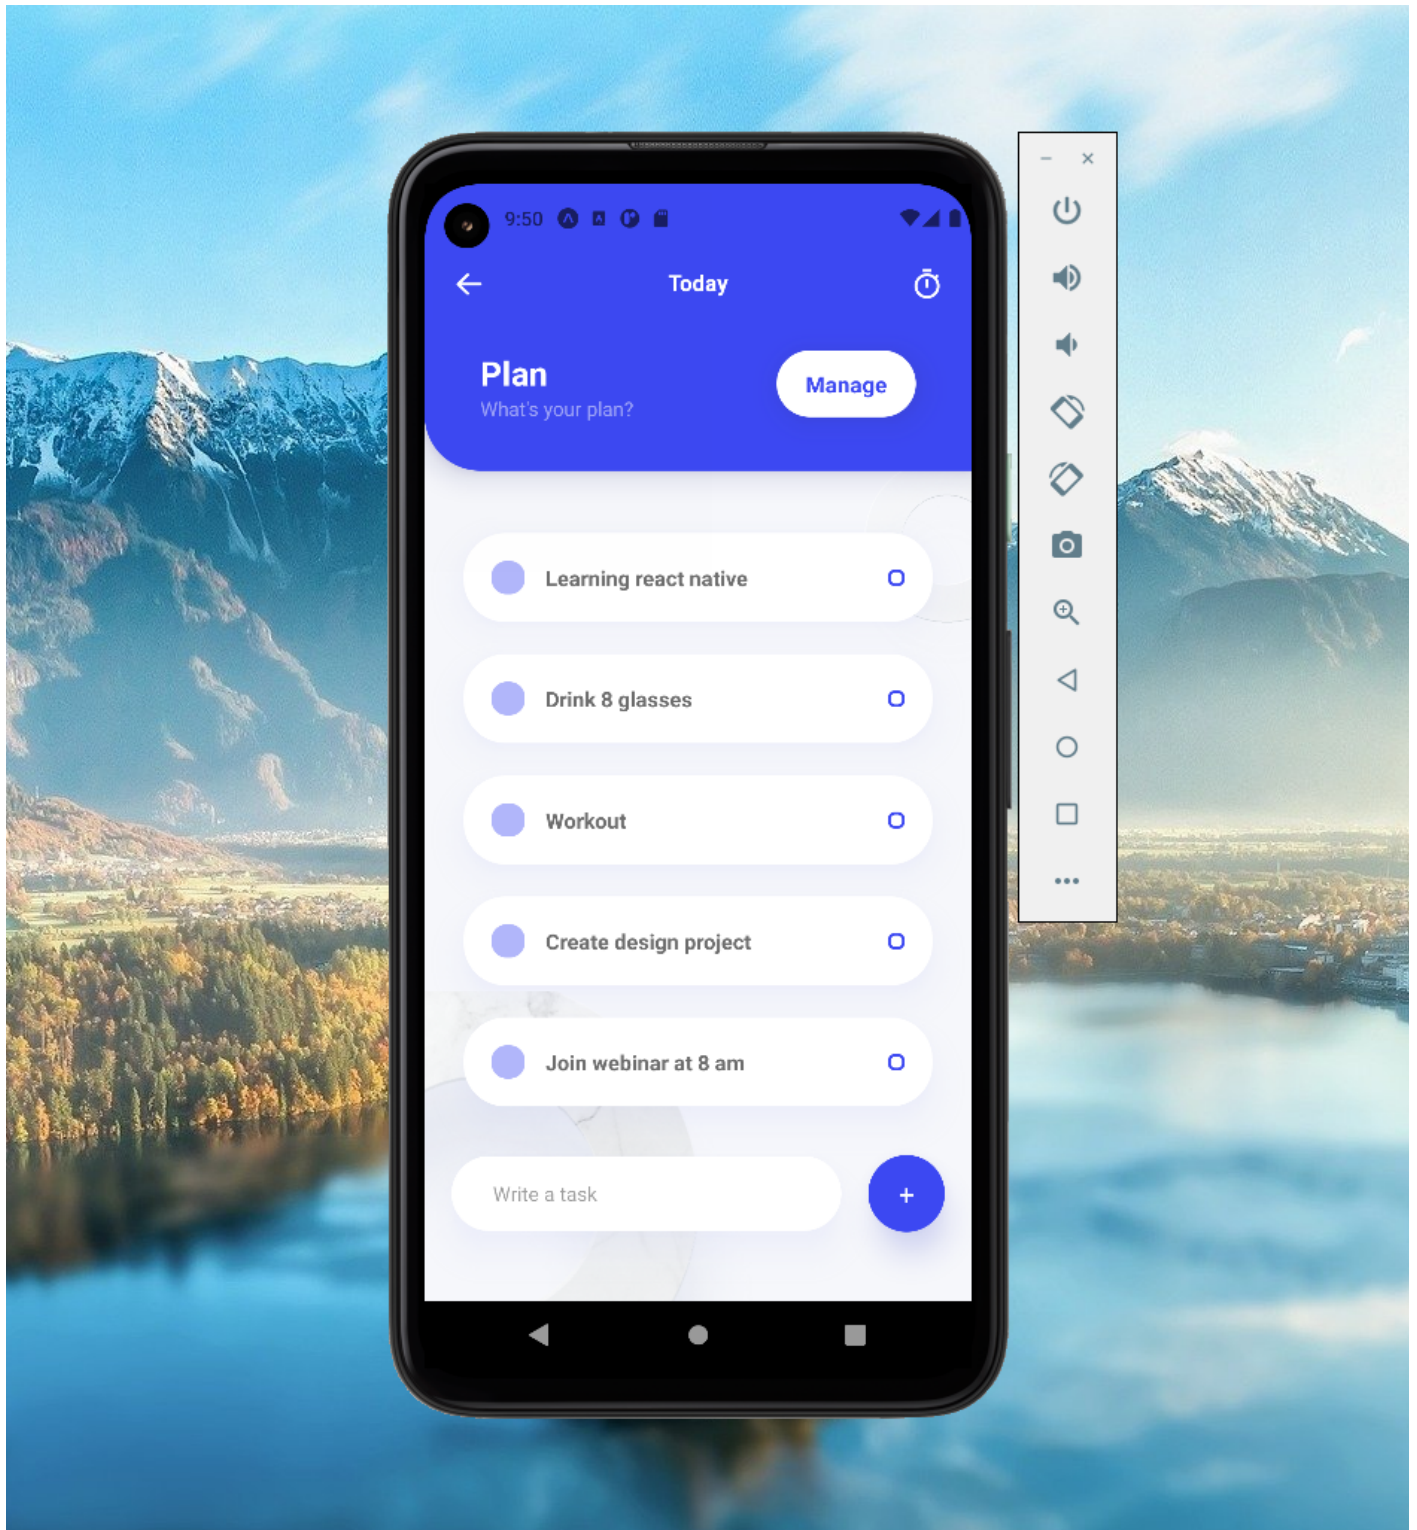 9:50
Today
Plan
What's your plan?
Manage
Learning react native
Drink 8 glasses
Workout
Create design project
Join webinar at 8 am
Write a task
+